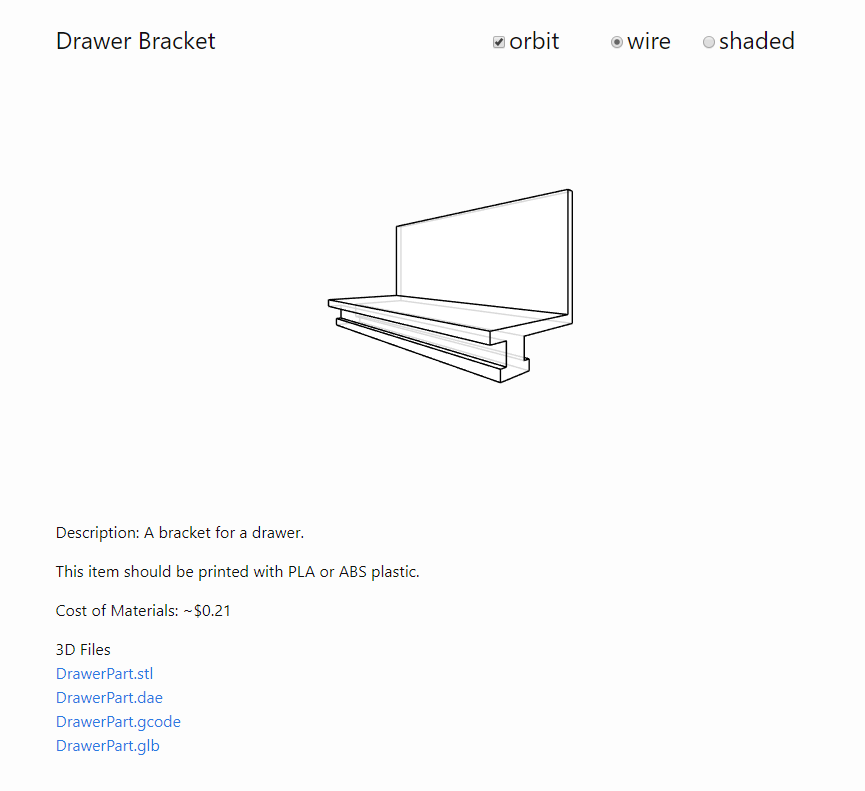 Drawer Bracket orbit wire shaded
Description: A bracket for a drawer.
This item should be printed with PLA or ABS plastic.
Cost of Materials: ~$0.21
3D Files
DrawerPart.stl
DrawerPart.dae
DrawerPart.gcode
DrawerPart.glb